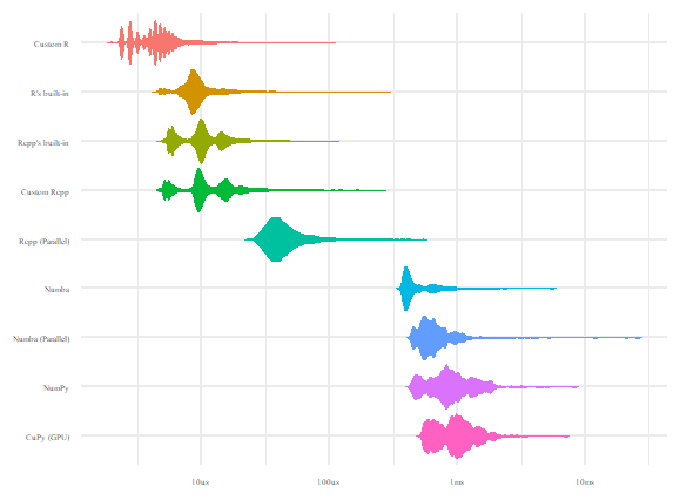 Custom R
R's built-in
Rcpp's built-in
Custom Rcpp
Rcpp (Parallel)
Numba
Numba (Parallel)
NumPy
CuPy (GPU)
10us 100us 1ms 10ms